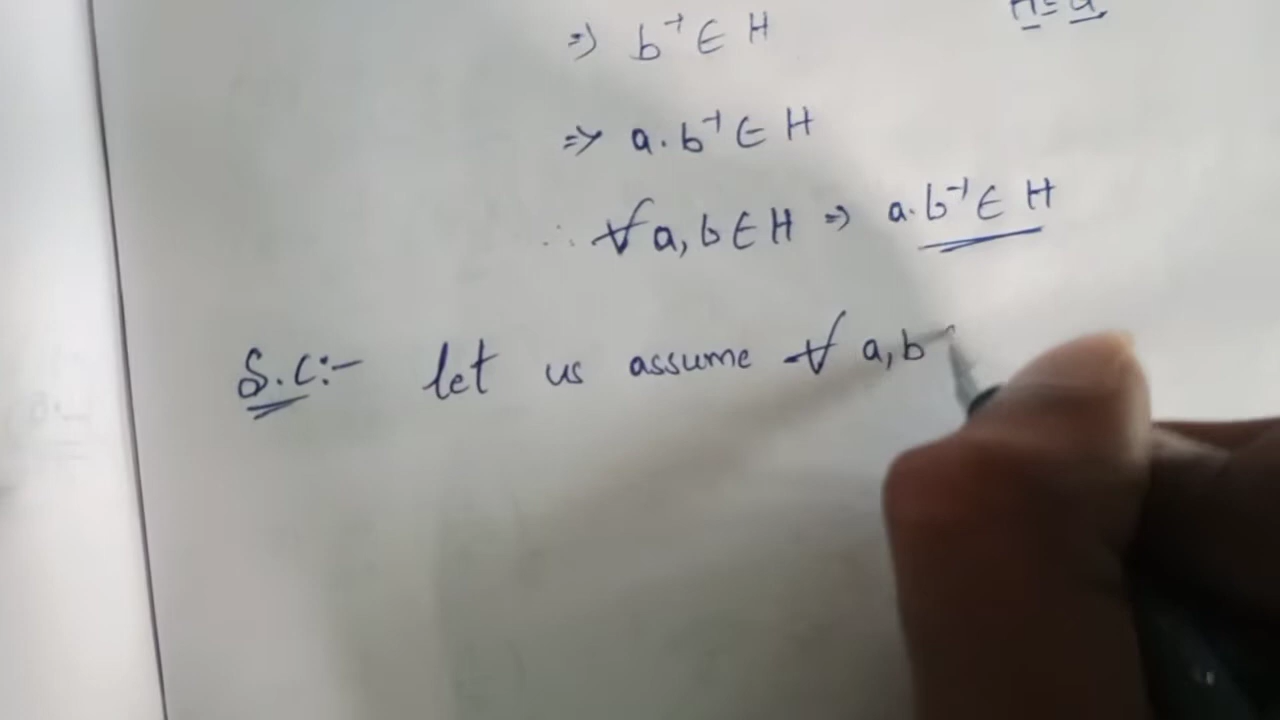 ⇒ b⁻¹ ∈ H
⇒ a.b⁻¹ ∈ H
∴ ∀ a, b ∈ H ⇒ a.b⁻¹ ∈ H
S.C:- let us assume ∀ a, b